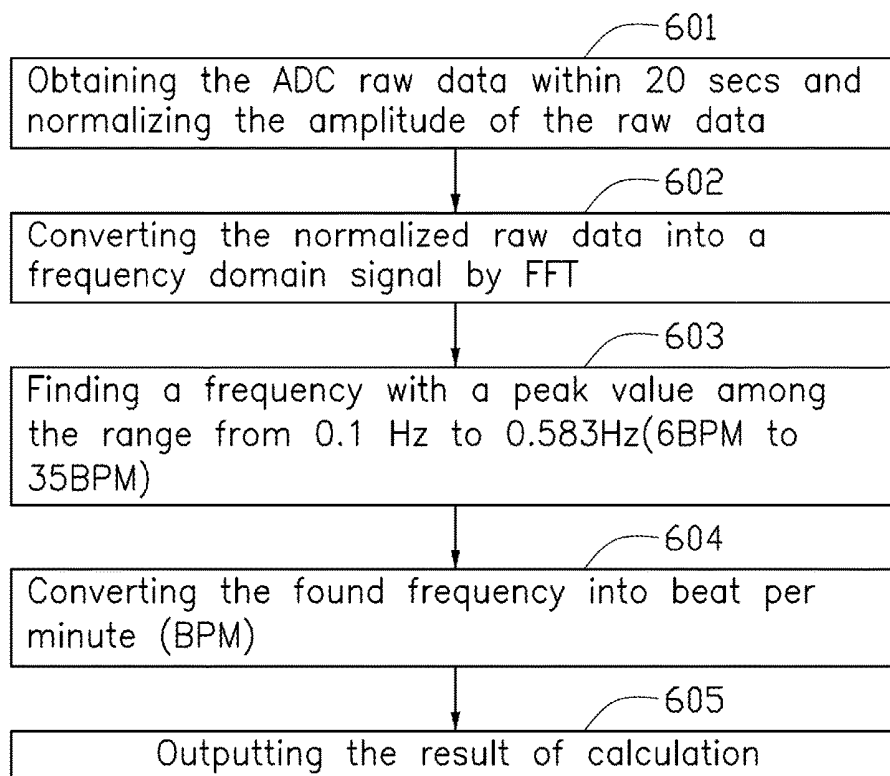 601
Obtaining the ADC raw data within 20 secs and
normalizing the amplitude of the raw data
602
Converting the normalized raw data into a
frequency domain signal by FFT
603
Finding a frequency with a peak value among
the range from 0.1 Hz to 0.583Hz(6BPM to
35BPM)
604
Converting the found frequency into beat per
minute (BPM)
605
Outputting the result of calculation